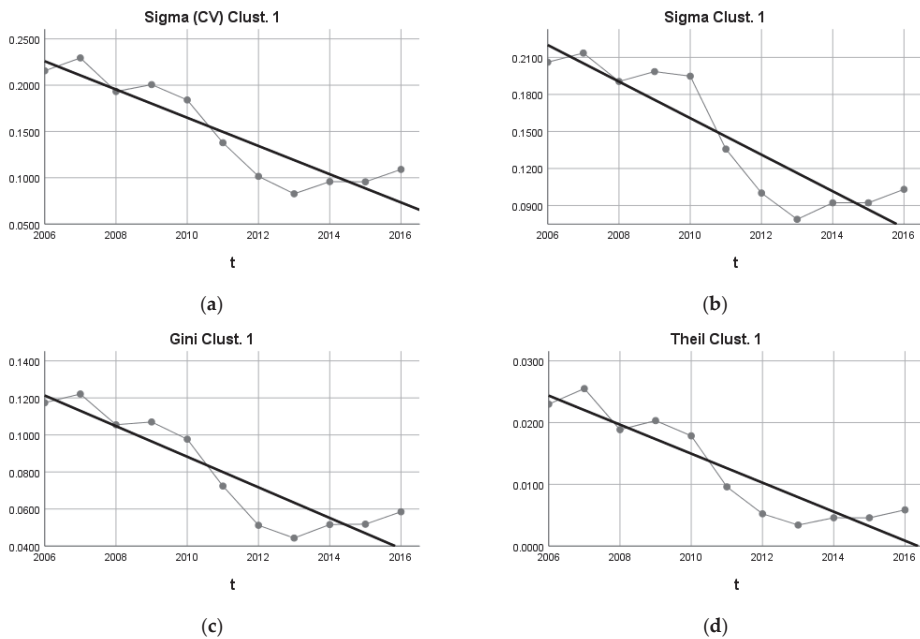 Sigma (CV) Clust. 1
0.2500
0.2000
0.1500
0.1000
0.0500
2006 2008 2010 2012 2014 2016
t
(a)
Sigma Clust. 1
0.2100
0.1800
0.1500
0.1200
0.0900
2006 2008 2010 2012 2014 2016
t
(b)
Gini Clust. 1
0.1400
0.1200
0.1000
0.0800
0.0600
0.0400
2006 2008 2010 2012 2014 2016
t
(c)
Theil Clust. 1
0.0300
0.0200
0.0100
0.0000
2006 2008 2010 2012 2014 2016
t
(d)